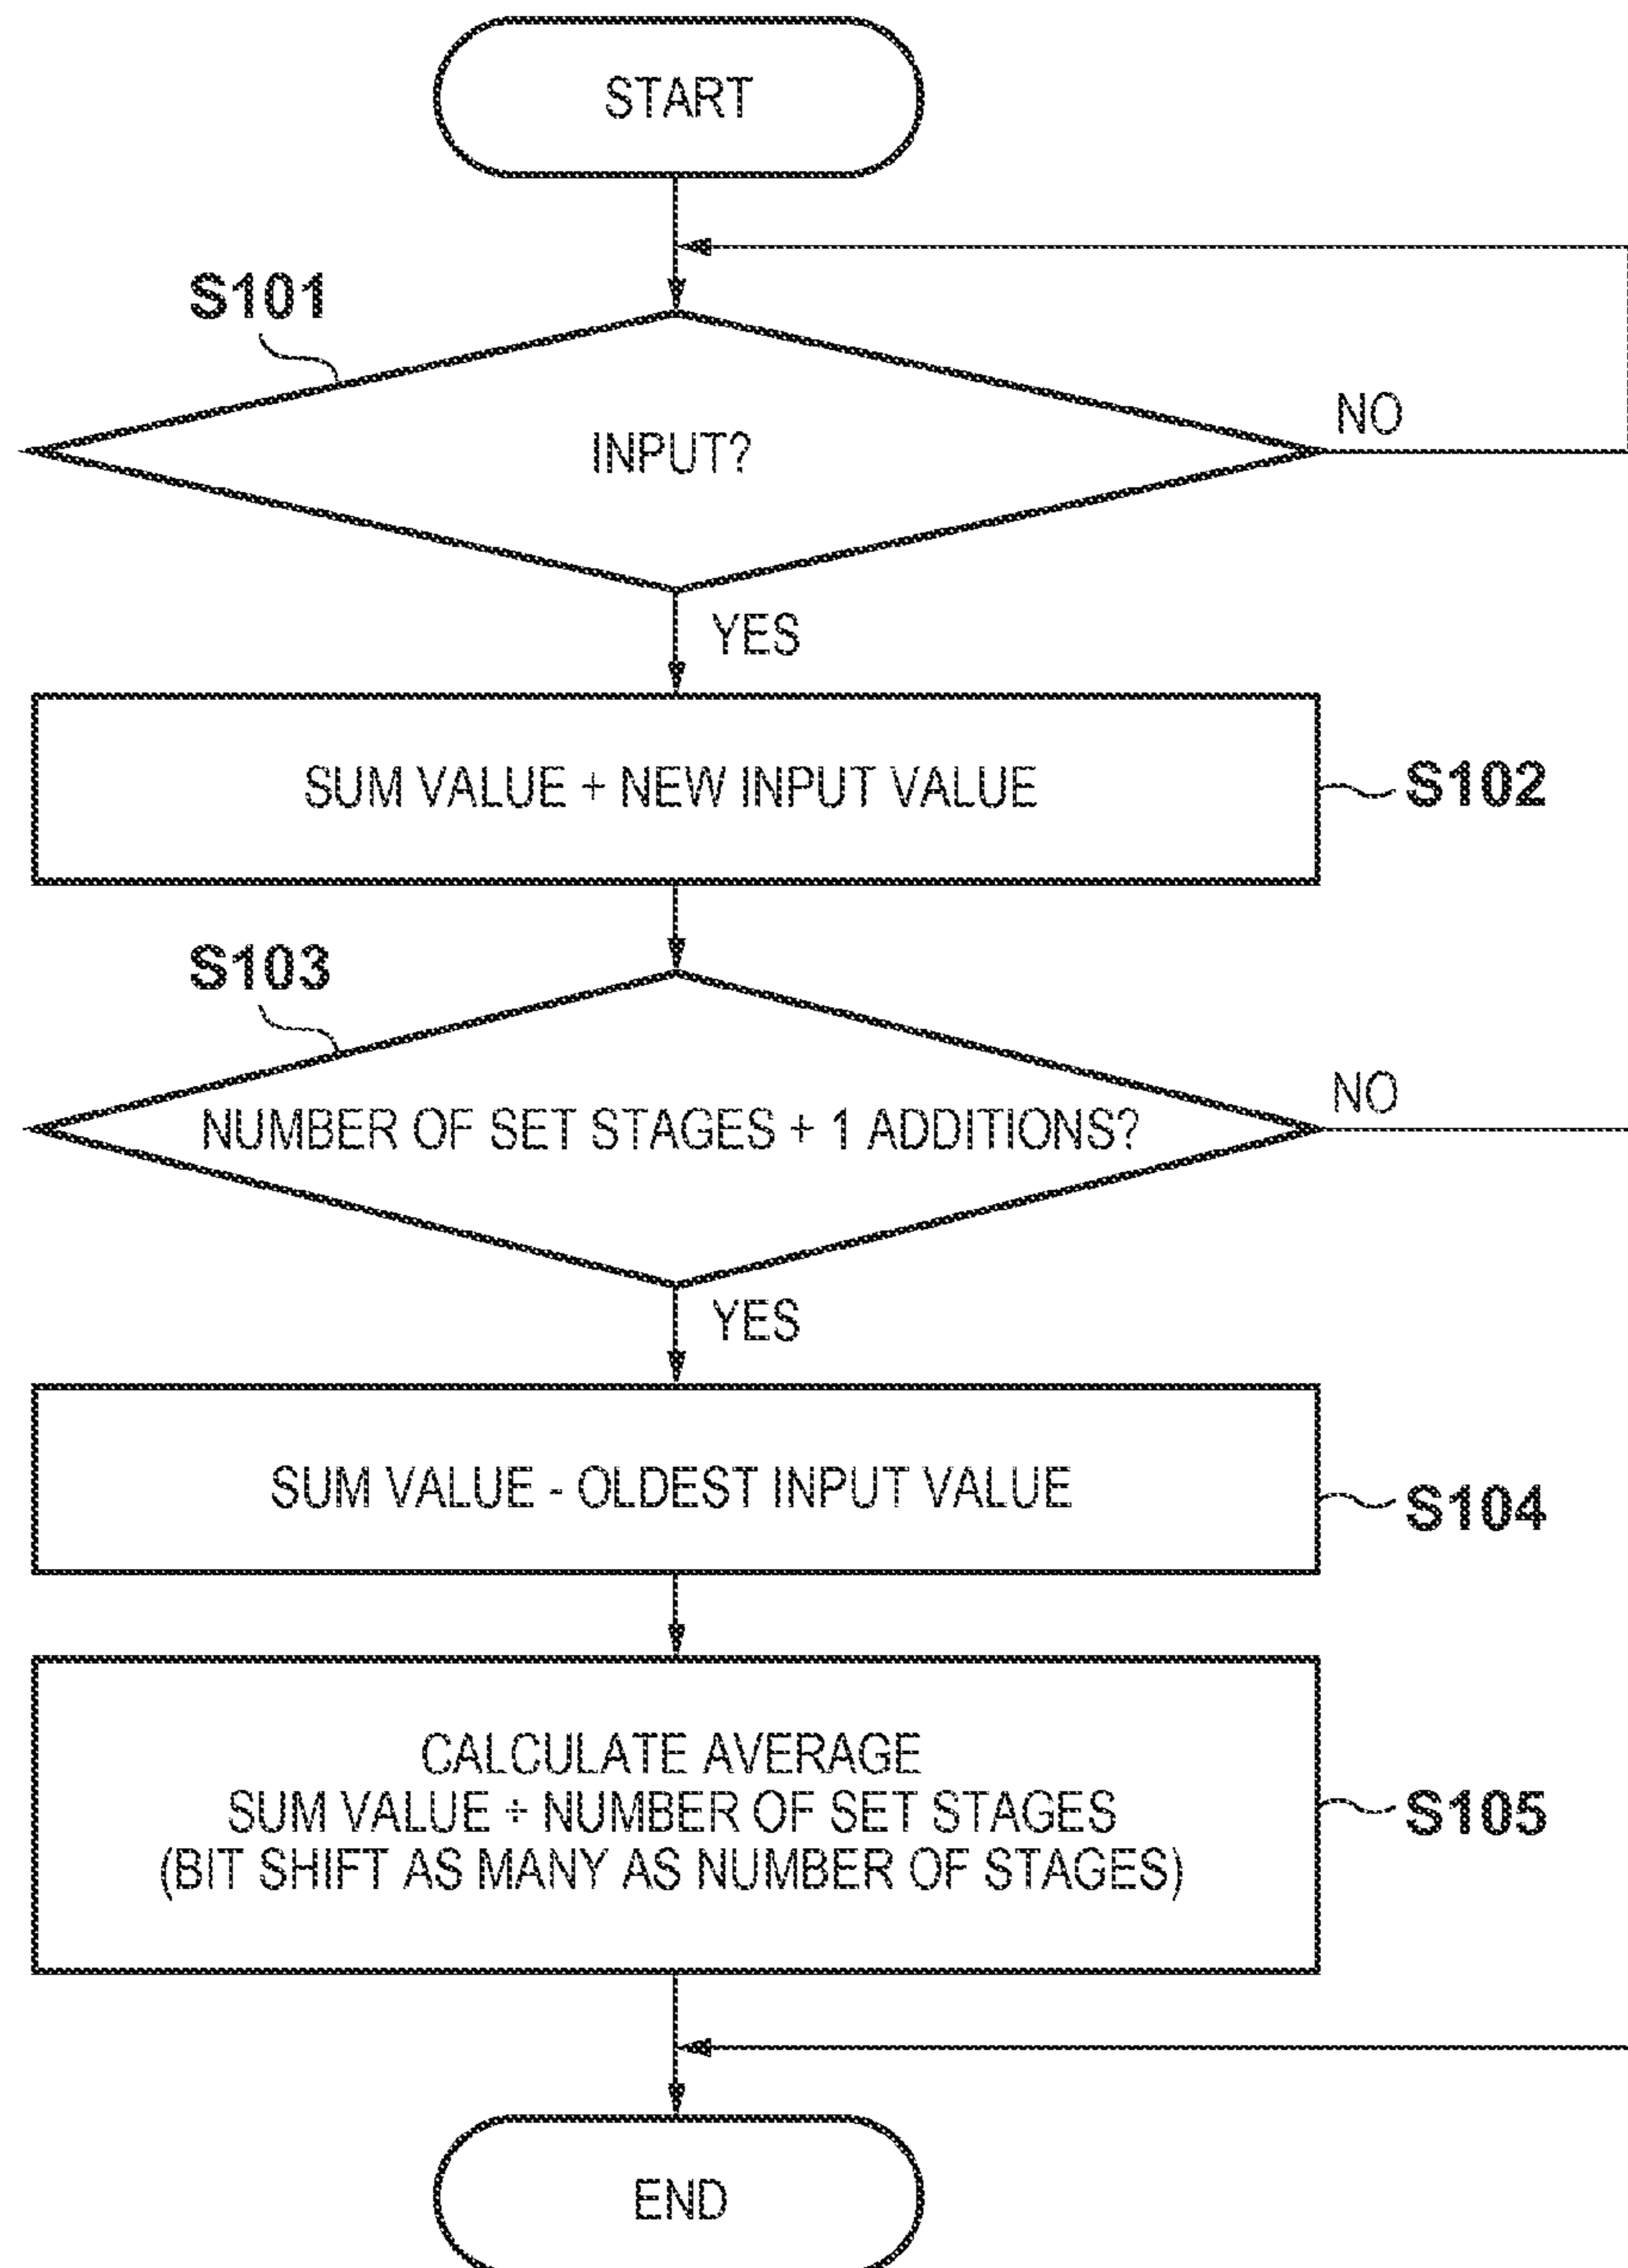 START
S101
INPUT?
NO
YES
SUM VALUE + NEW INPUT VALUE
S102
S103
NUMBER OF SET STAGES + 1 ADDITIONS?
NO
YES
SUM VALUE - OLDEST INPUT VALUE
S104
CALCULATE AVERAGE
SUM VALUE ÷ NUMBER OF SET STAGES
(BIT SHIFT AS MANY AS NUMBER OF STAGES)
S105
END